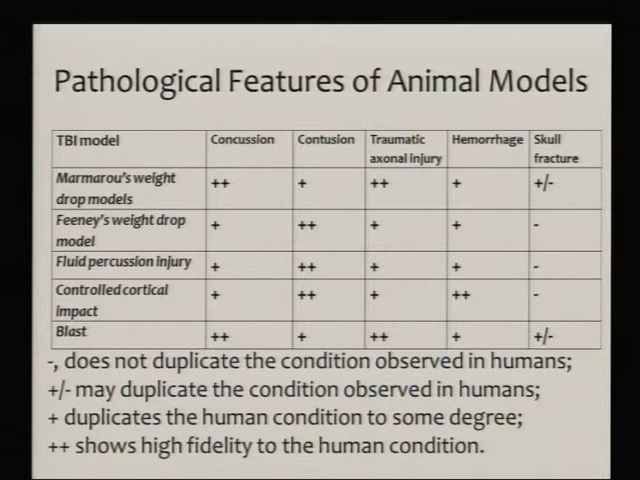 Pathological Features of Animal Models
TBI model Concussion Contusion Traumatic axonal injury Hemorrhage Skull fracture
Marmarou's weight drop models ++ + ++ + +/-
Feeney's weight drop model + ++ + + -
Fluid percussion injury + ++ + + -
Controlled cortical impact + ++ + ++ -
Blast ++ + ++ + +/-
-, does not duplicate the condition observed in humans;
+/- may duplicate the condition observed in humans;
+ duplicates the human condition to some degree;
++ shows high fidelity to the human condition.